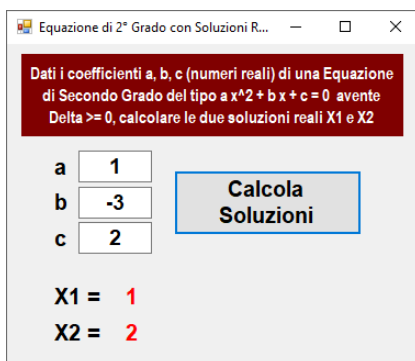 Equazione di 2° Grado con Soluzioni R...
Dati i coefficienti a, b, c (numeri reali) di una Equazione
di Secondo Grado del tipo a x^2 + b x + c = 0 avente
Delta >= 0, calcolare le due soluzioni reali X1 e X2
a 1
b -3
c 2
Calcola
Soluzioni
X1 = 1
X2 = 2